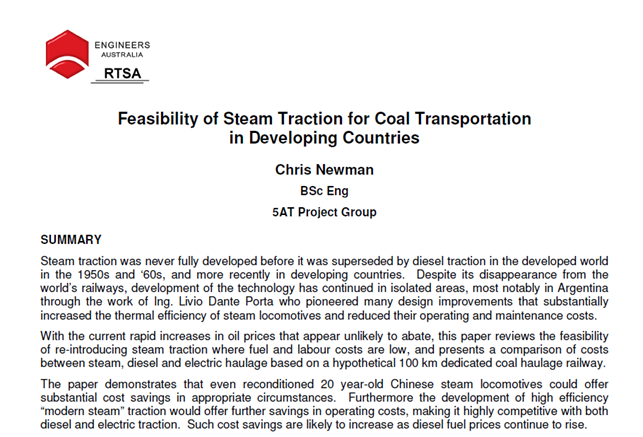 ENGINEERS
AUSTRALIA
RTSA
Feasibility of Steam Traction for Coal Transportation
in Developing Countries
Chris Newman
BSc Eng
5AT Project Group
SUMMARY
Steam traction was never fully developed before it was superseded by diesel traction in the developed world
in the 1950s and ‘60s, and more recently in developing countries.  Despite its disappearance from the
world’s railways, development of the technology has continued in isolated areas, most notably in Argentina
through the work of Ing. Livio Dante Porta who pioneered many design improvements that substantially
increased the thermal efficiency of steam locomotives and reduced their operating and maintenance costs.
With the current rapid increases in oil prices that appear unlikely to abate, this paper reviews the feasibility
of re-introducing steam traction where fuel and labour costs are low, and presents a comparison of costs
between steam, diesel and electric haulage based on a hypothetical 100 km dedicated coal haulage railway.
The paper demonstrates that even reconditioned 20 year-old Chinese steam locomotives could offer
substantial cost savings in appropriate circumstances.  Furthermore the development of high efficiency
“modern steam” traction would offer further savings in operating costs, making it highly competitive with both
diesel and electric traction.  Such cost savings are likely to increase as diesel fuel prices continue to rise.